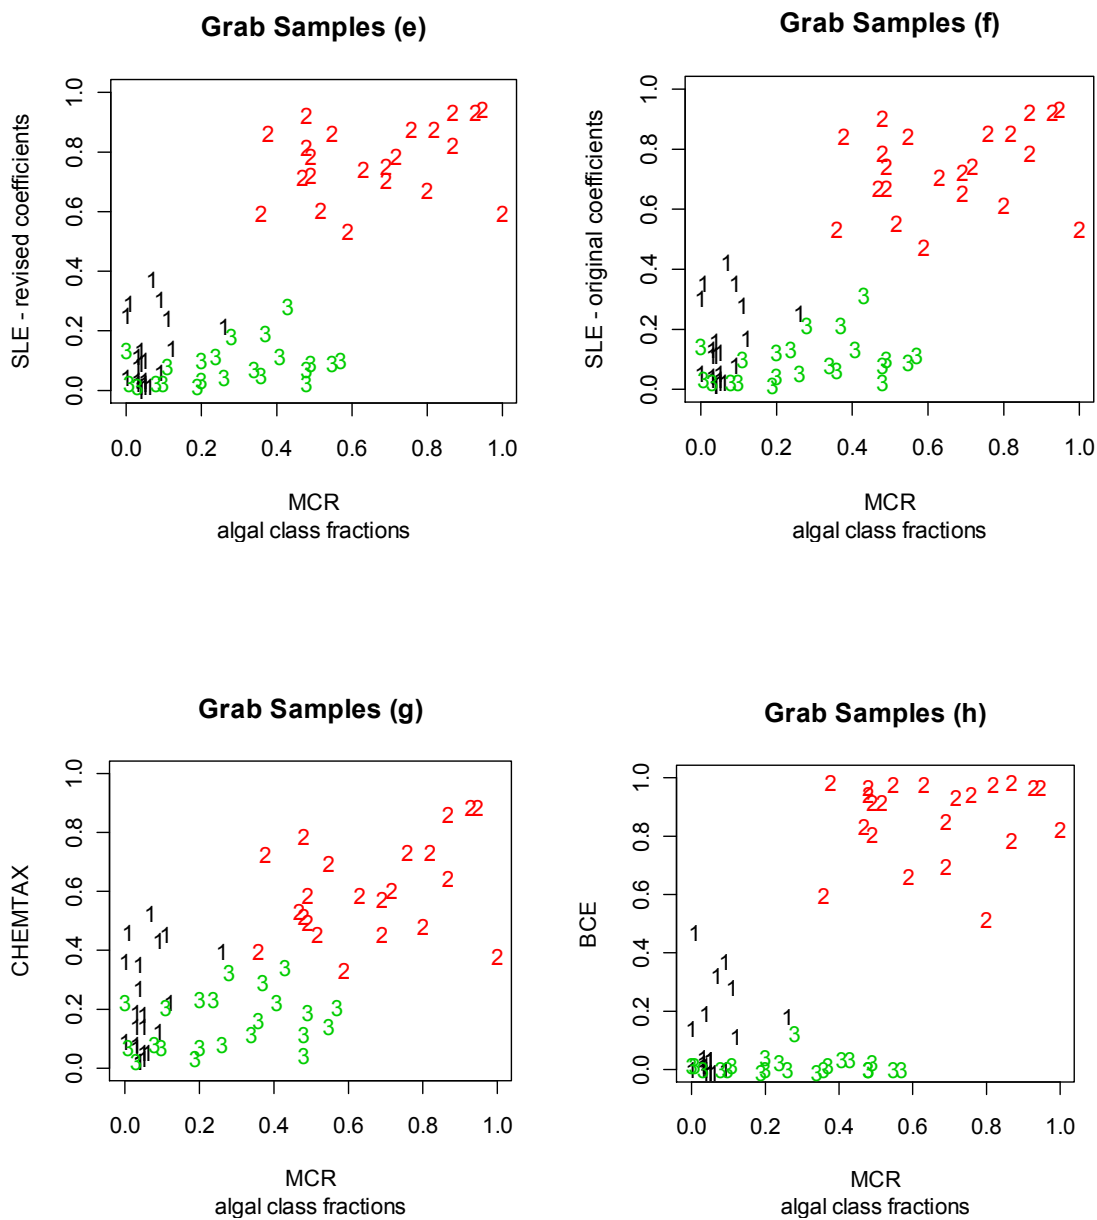 Grab Samples (e)
SLE - revised coefficients
0.0 0.2 0.4 0.6 0.8 1.0
0.0 0.2 0.4 0.6 0.8 1.0
MCR
algal class fractions
Grab Samples (f)
SLE - original coefficients
0.0 0.2 0.4 0.6 0.8 1.0
0.0 0.2 0.4 0.6 0.8 1.0
MCR
algal class fractions
Grab Samples (g)
CHEMTAX
0.0 0.2 0.4 0.6 0.8 1.0
0.0 0.2 0.4 0.6 0.8 1.0
MCR
algal class fractions
Grab Samples (h)
BCE
0.0 0.2 0.4 0.6 0.8 1.0
0.0 0.2 0.4 0.6 0.8 1.0
MCR
algal class fractions